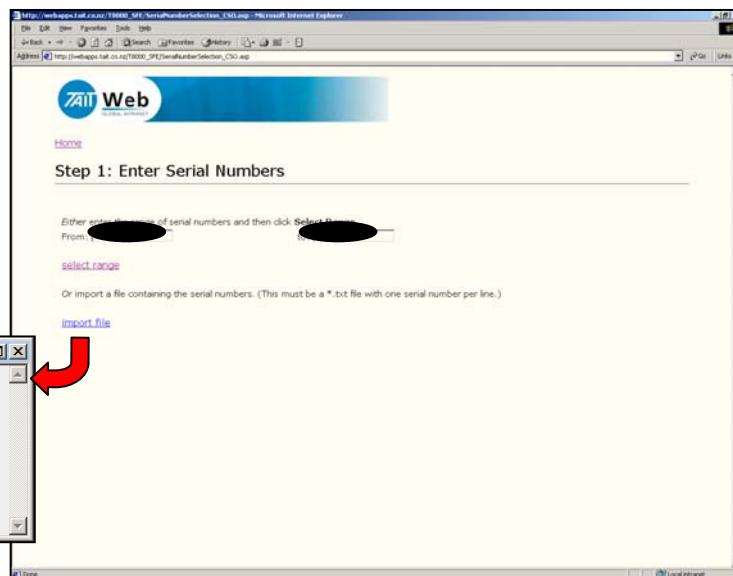 http://webapps.tait.co.nz/T8000_SFE/SerialNumberSelection_CSO.asp - Microsoft Internet Explorer
File Edit View Favorites Tools Help
Back Search Favorites History
Address http://webapps.tait.co.nz/T8000_SFE/SerialNumberSelection_CSO.asp Go Links
TAIT Web
GLOBAL INTRANET
Home
Step 1: Enter Serial Numbers
Either enter the range of serial numbers and then click Select Range
From:
select range
Or import a file containing the serial numbers. (This must be a *.txt file with one serial number per line.)
import file
Done Local intranet